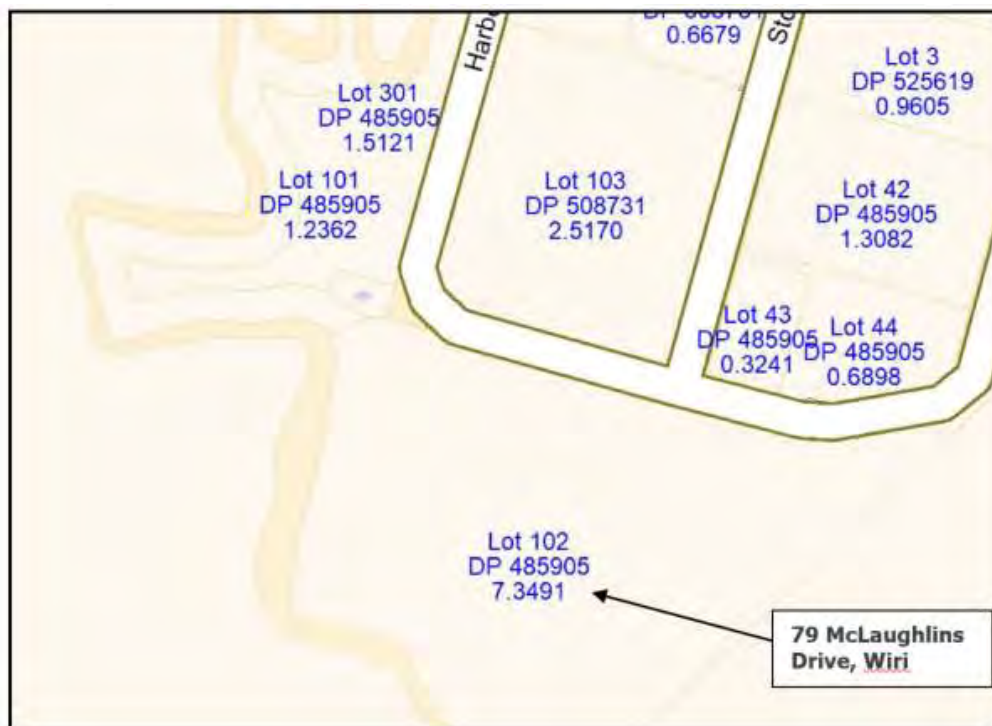 0.6679
Lot 301
DP 485905
1.5121
Lot 101
DP 485905
1.2362
Lot 103
DP 508731
2.5170
Lot 3
DP 525619
0.9605
Lot 42
DP 485905
1.3082
Lot 43
DP 485905
0.3241
Lot 44
DP 485905
0.6898
Lot 102
DP 485905
7.3491
79 McLaughlins
Drive, Wiri